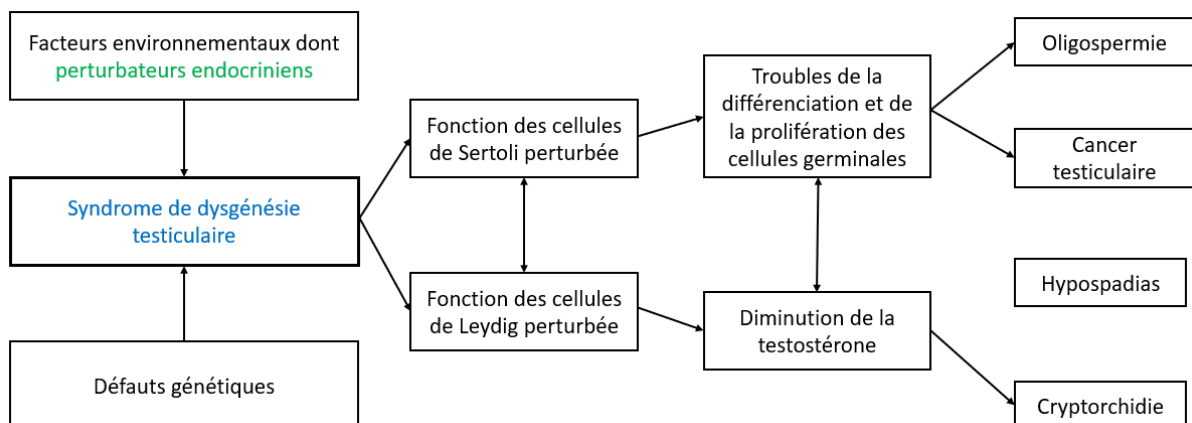 Facteurs environnementaux dont
perturbateurs endocriniens
Syndrome de dysgénésie
testiculaire
Défauts génétiques
Fonction des cellules
de Sertoli perturbée
Fonction des cellules
de Leydig perturbée
Troubles de la
différenciation et de
la prolifération des
cellules germinales
Diminution de la
testostérone
Oligospermie
Cancer
testiculaire
Hypospadias
Cryptorchidie